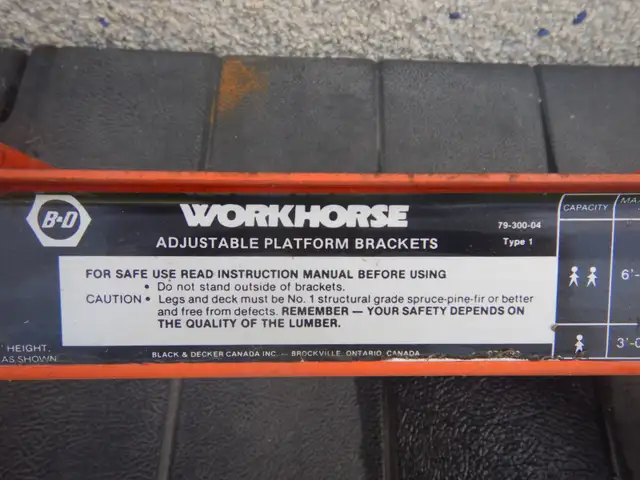 B&D
WORKHORSE
79-300-04
ADJUSTABLE PLATFORM BRACKETS
Type 1
FOR SAFE USE READ INSTRUCTION MANUAL BEFORE USING
• Do not stand outside of brackets.
CAUTION • Legs and deck must be No. 1 structural grade spruce-pine-fir or better
and free from defects. REMEMBER — YOUR SAFETY DEPENDS ON
THE QUALITY OF THE LUMBER.
HEIGHT.
AS SHOWN
BLACK & DECKER CANADA INC. — BROCKVILLE, ONTARIO, CANADA
CAPACITY
MA
6'-
3'-0